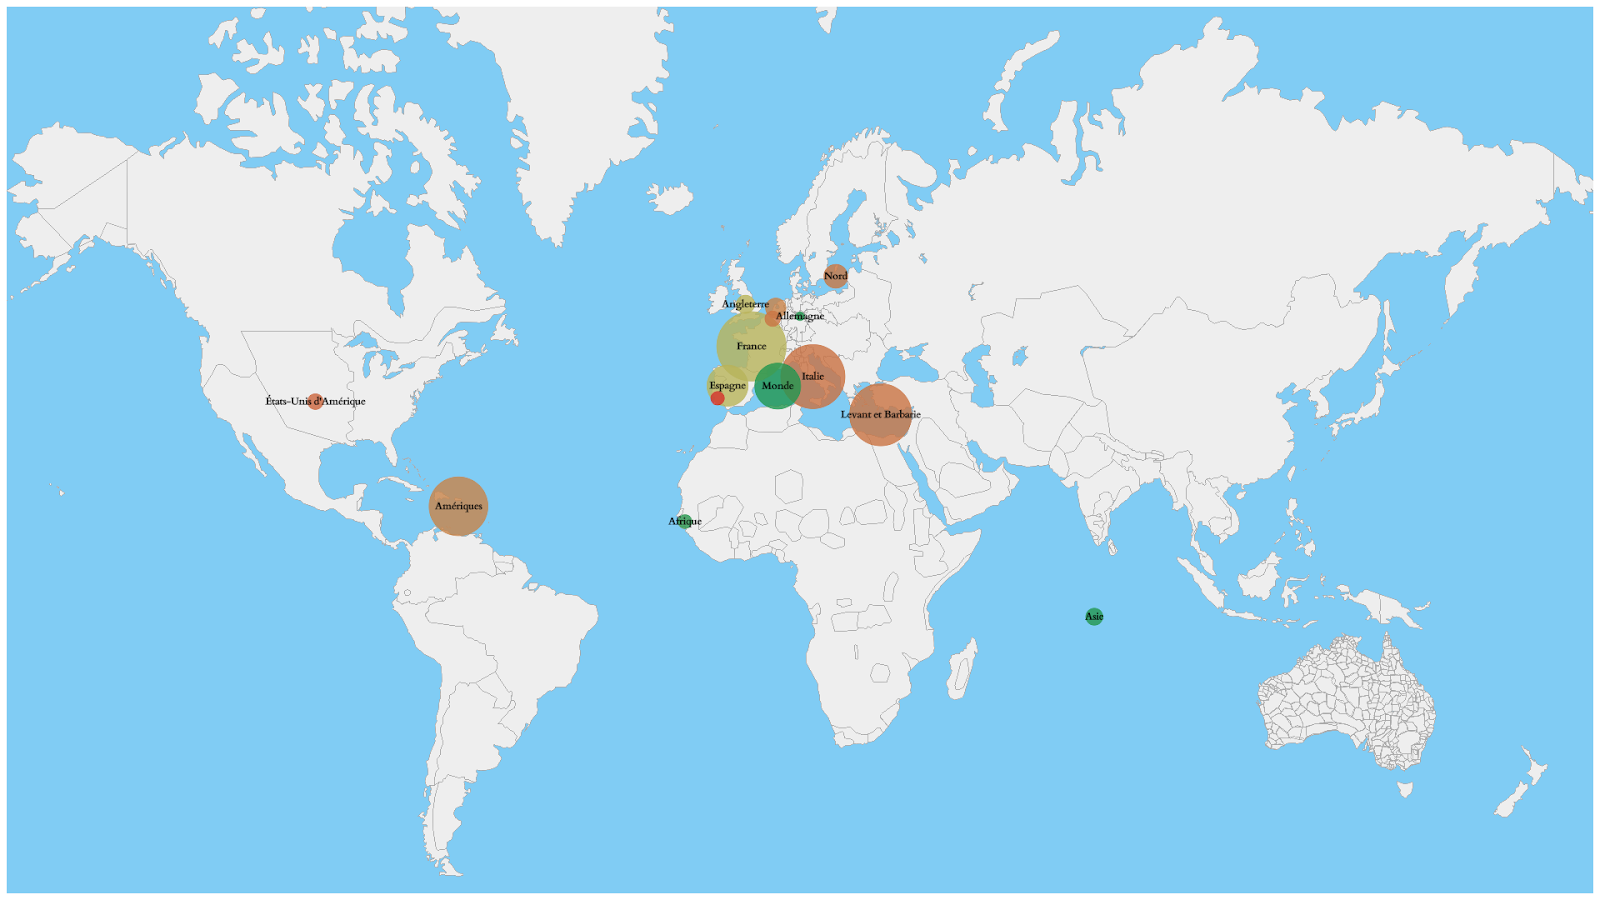 Nord
Angleterre
Allemagne
France
Italie
Espagne
Monde
États-Unis d'Amérique
Levant et Barbarie
Amériques
Afrique
Asie